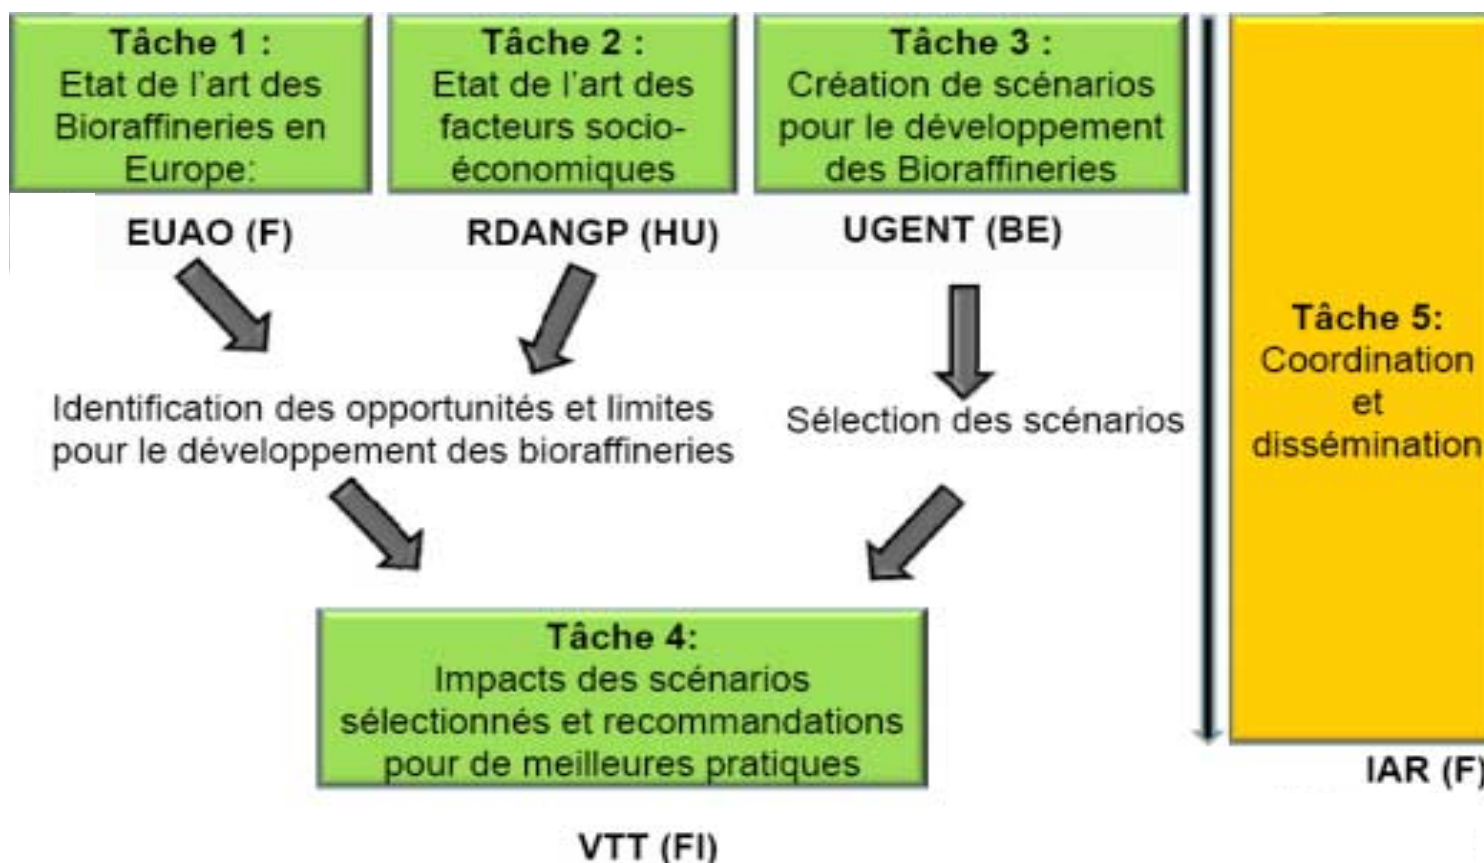 Tâche 1 :
Etat de l'art des
Bioraffineries en
Europe:
EUAO (F)
Tâche 2 :
Etat de l'art des
facteurs socio-
économiques
RDANGP (HU)
Tâche 3 :
Création de scénarios
pour le développement
des Bioraffineries
UGENT (BE)
Identification des opportunités et limites
pour le développement des bioraffineries
Sélection des scénarios
Tâche 4:
Impacts des scénarios
sélectionnés et recommandations
pour de meilleures pratiques
VTT (FI)
Tâche 5:
Coordination
et
dissémination
IAR (F)